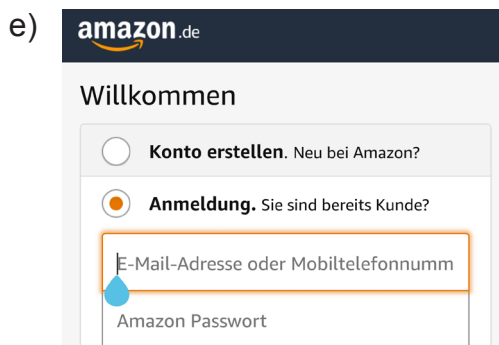 e)
amazon.de
Willkommen
Konto erstellen. Neu bei Amazon?
Anmeldung. Sie sind bereits Kunde?
E-Mail-Adresse oder Mobiltelefonnumm
Amazon Passwort